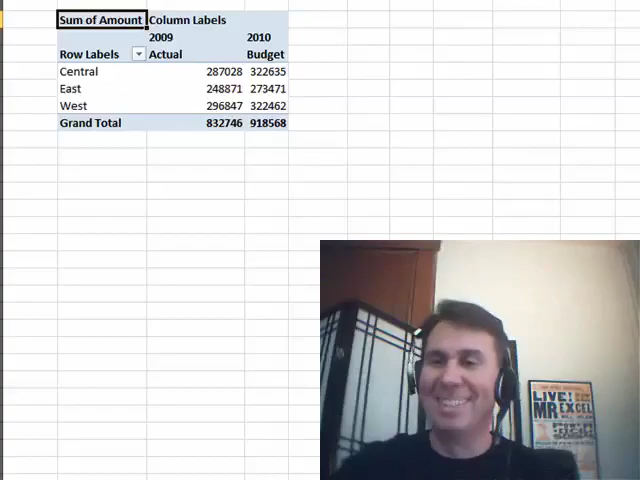 Sum of Amount Column Labels
2009 2010
Row Labels Actual Budget
Central 287028 322635
East 248871 273471
West 296847 322462
Grand Total 832746 918568
LIVE!
MR EXCEL